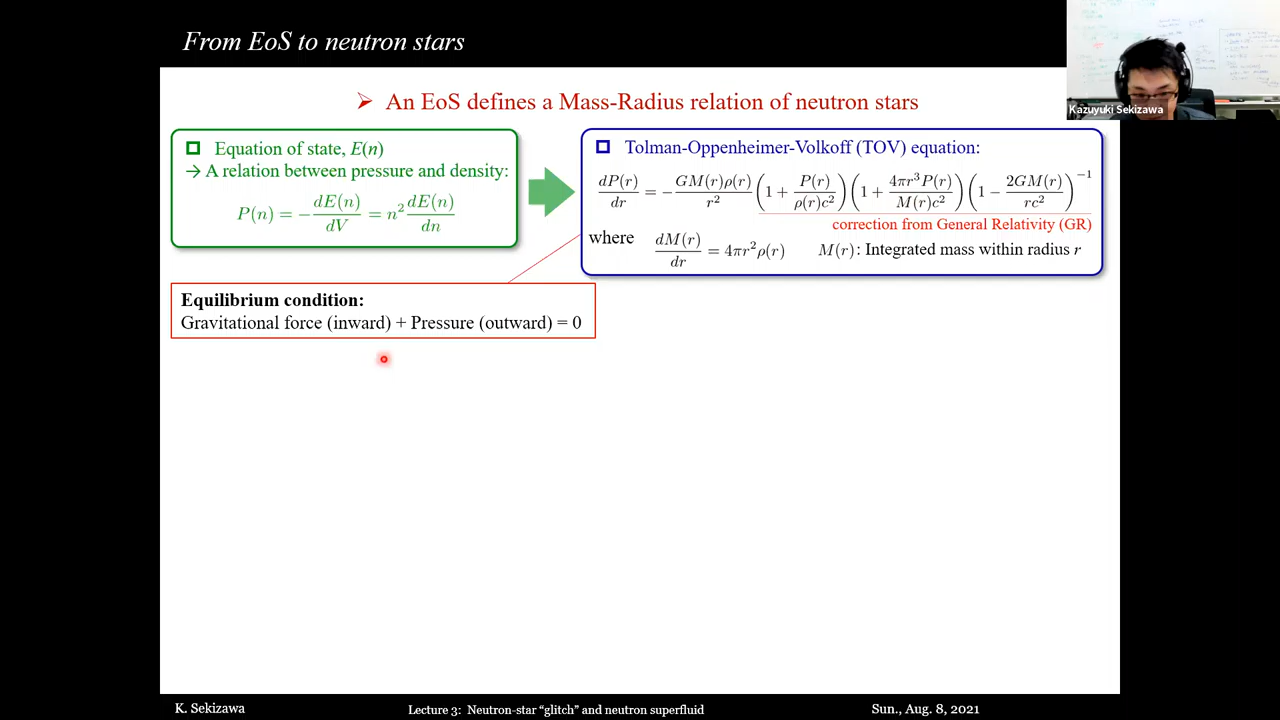 From EoS to neutron stars
Kazuyuki Sekizawa
➢ An EoS defines a Mass-Radius relation of neutron stars
❑ Equation of state, E(n)
→ A relation between pressure and density:
P(n) = −dE(n)/dV = n² dE(n)/dn
❑ Tolman-Oppenheimer-Volkoff (TOV) equation:
dP(r)/dr = −GM(r)ρ(r)/r² (1 + P(r)/ρ(r)c²)(1 + 4πr³P(r)/M(r)c²)(1 − 2GM(r)/rc²)⁻¹
correction from General Relativity (GR)
where dM(r)/dr = 4πr²ρ(r) M(r): Integrated mass within radius r
Equilibrium condition:
Gravitational force (inward) + Pressure (outward) = 0
K. Sekizawa
Lecture 3: Neutron-star “glitch” and neutron superfluid
Sun., Aug. 8, 2021